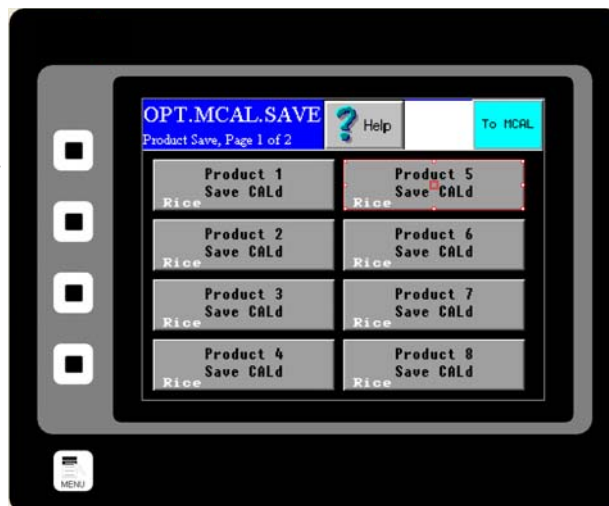 OPT.MCAL.SAVE
Product Save, Page 1 of 2
? Help
To MCAL
Product 1
Save CALd
Rice
Product 5
Save CALd
Rice
Product 2
Save CALd
Rice
Product 6
Save CALd
Rice
Product 3
Save CALd
Rice
Product 7
Save CALd
Rice
Product 4
Save CALd
Rice
Product 8
Save CALd
Rice
MENU